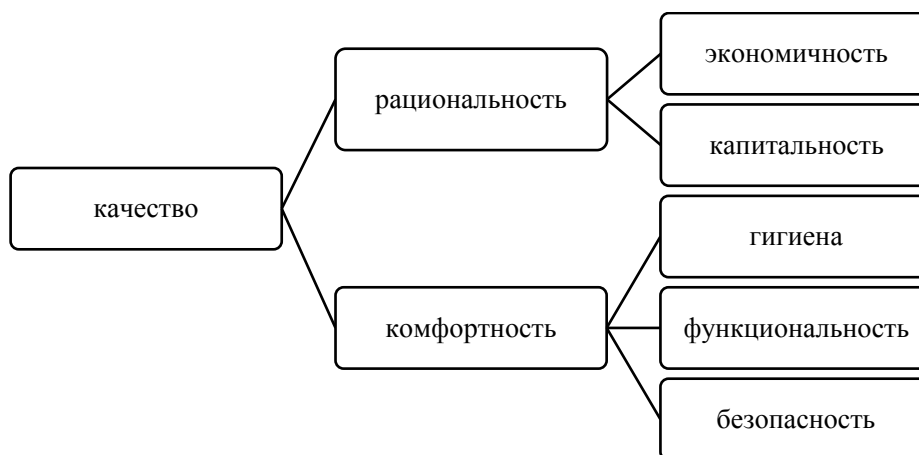 качество
рациональность
экономичность
капитальность
комфортность
гигиена
функциональность
безопасность